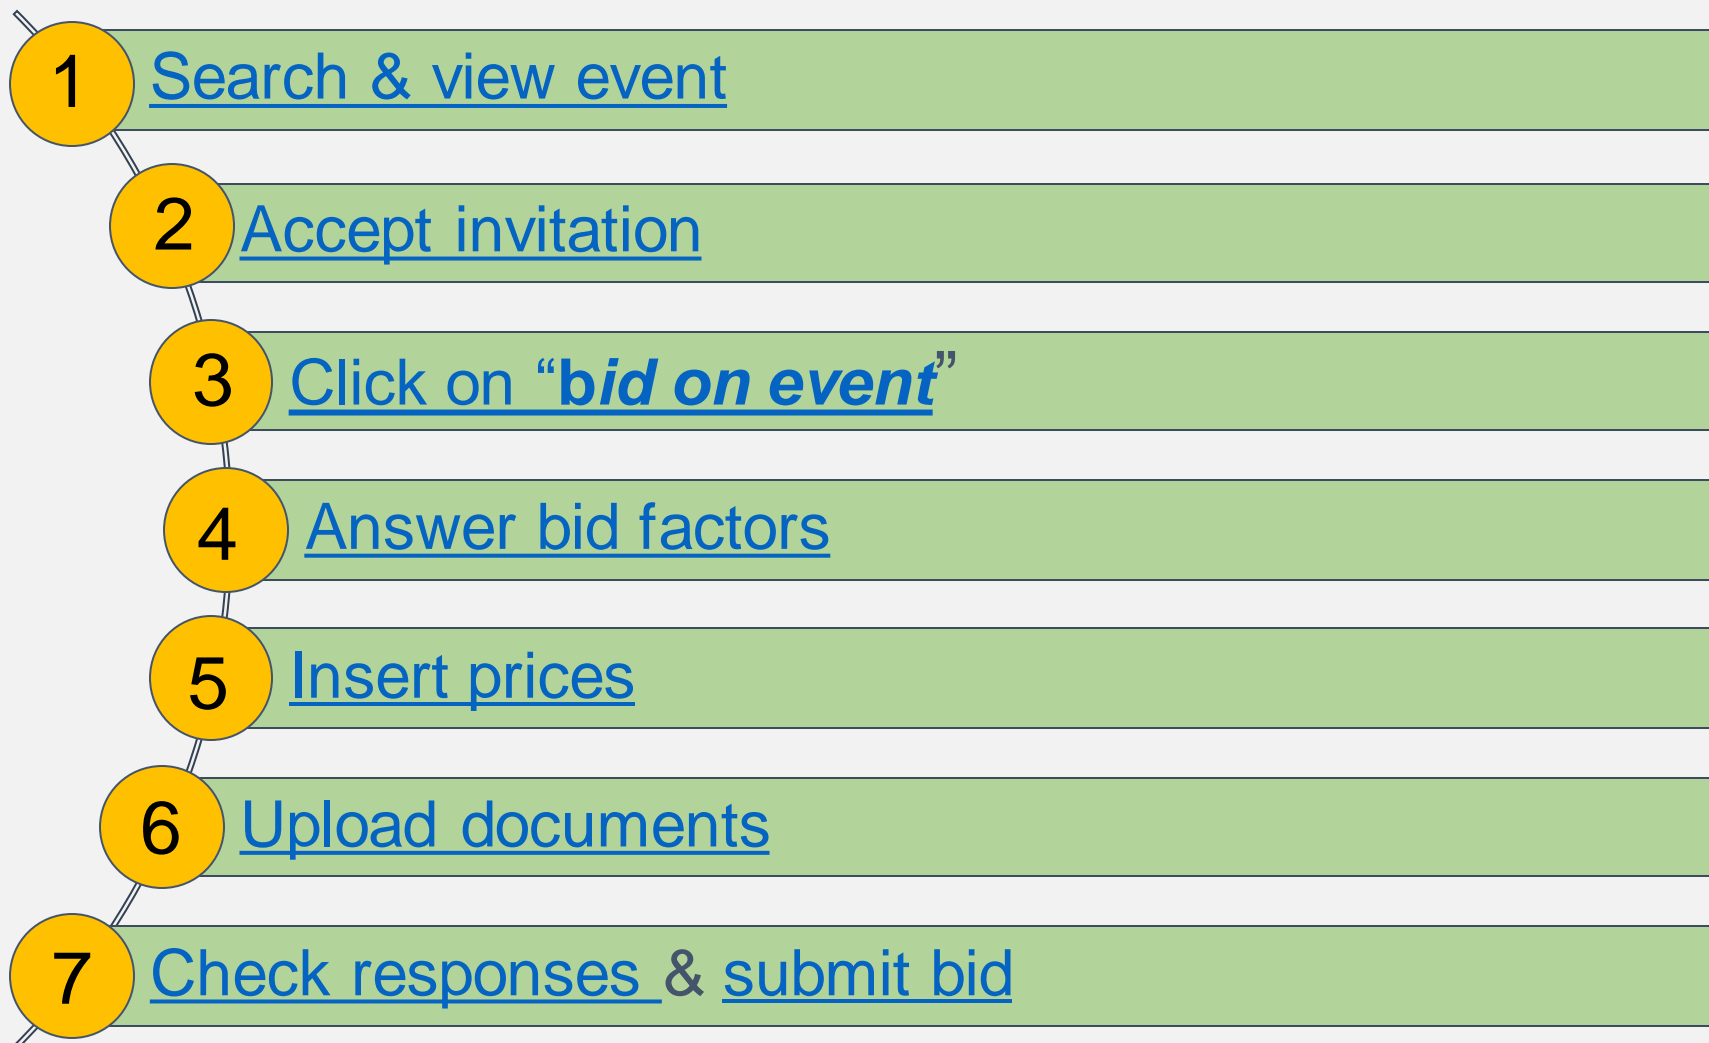 1 Search & view event
2 Accept invitation
3 Click on “bid on event”
4 Answer bid factors
5 Insert prices
6 Upload documents
7 Check responses & submit bid